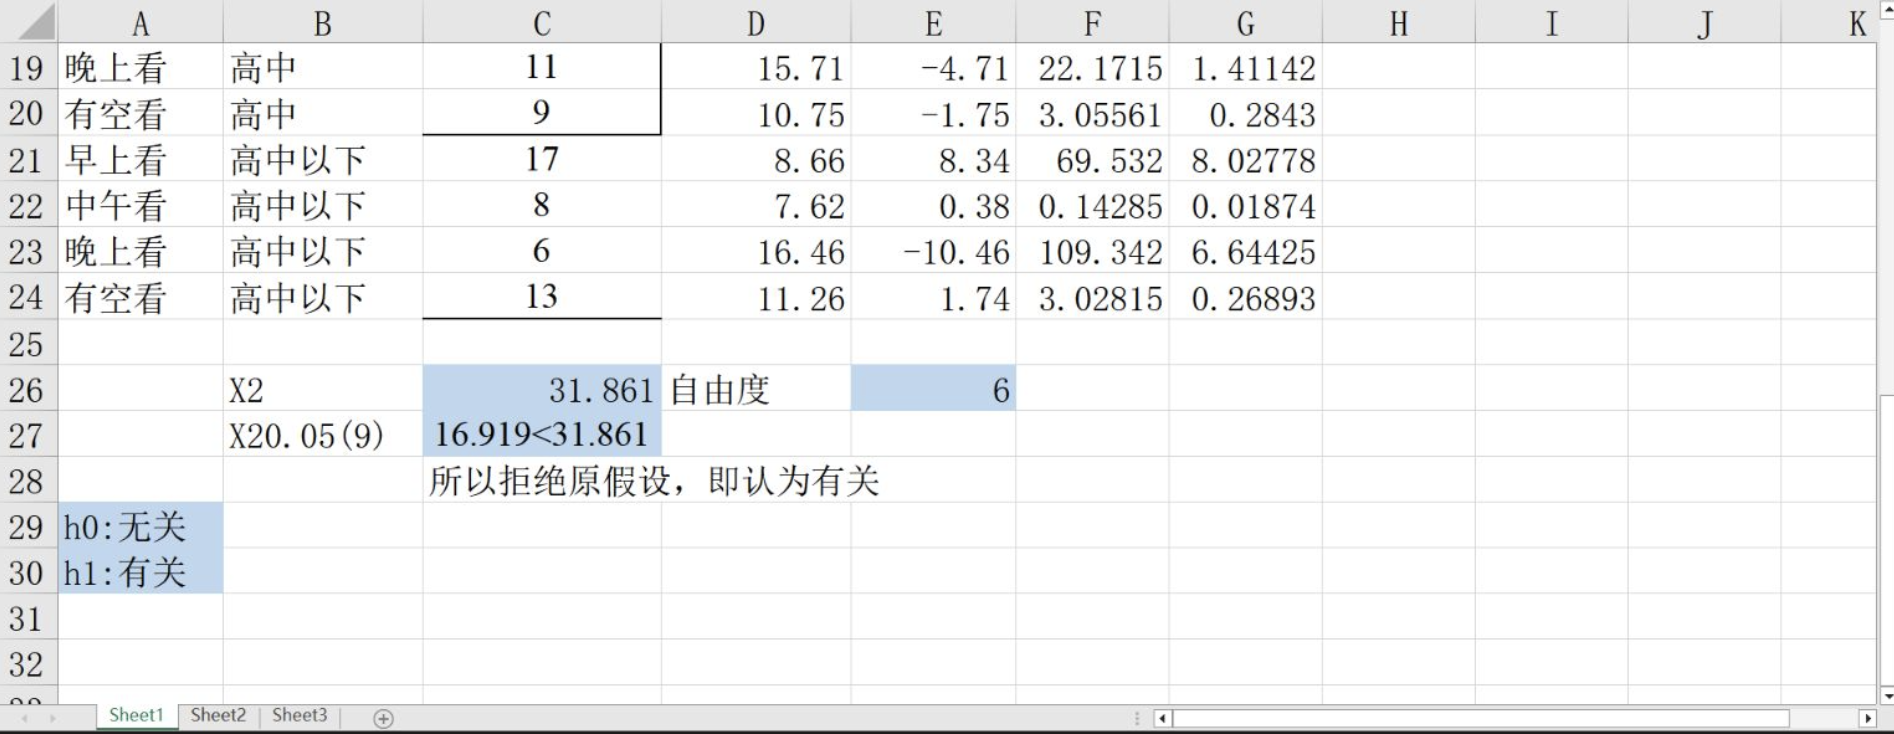 A B C D E F G H I J K
19 晚上看 高中 11 15.71 -4.71 22.1715 1.41142
20 有空看 高中 9 10.75 -1.75 3.05561 0.2843
21 早上看 高中以下 17 8.66 8.34 69.532 8.02778
22 中午看 高中以下 8 7.62 0.38 0.14285 0.01874
23 晚上看 高中以下 6 16.46 -10.46 109.342 6.64425
24 有空看 高中以下 13 11.26 1.74 3.02815 0.26893
25
26 X2 31.861 自由度 6
27 X20.05(9) 16.919<31.861
28 所以拒绝原假设，即认为有关
29 h0:无关
30 h1:有关
31
32
Sheet1 Sheet2 Sheet3